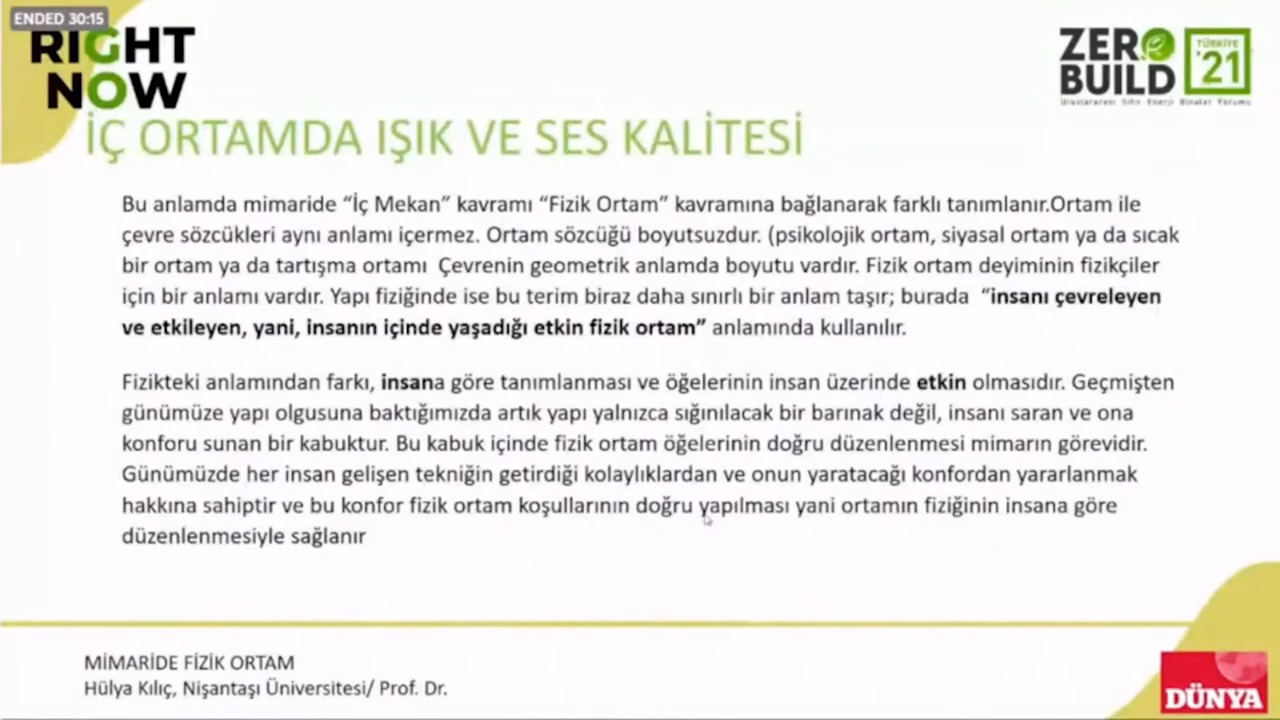 ENDED 30:15
RIGHT
NOW
ZERO
BUILD
TÜRKİYE
'21
Uluslararası Sıfır Enerji Binalar Forumu
İÇ ORTAMDA IŞIK VE SES KALİTESİ
Bu anlamda mimaride “İç Mekan” kavramı “Fizik Ortam” kavramına bağlanarak farklı tanımlanır.Ortam ile
çevre sözcükleri aynı anlamı içermez. Ortam sözcüğü boyutsuzdur. (psikolojik ortam, siyasal ortam ya da sıcak
bir ortam ya da tartışma ortamı Çevrenin geometrik anlamda boyutu vardır. Fizik ortam deyiminin fizikçiler
için bir anlamı vardır. Yapı fiziğinde ise bu terim biraz daha sınırlı bir anlam taşır; burada “insanı çevreleyen
ve etkileyen, yani, insanın içinde yaşadığı etkin fizik ortam” anlamında kullanılır.
Fizikteki anlamından farkı, insana göre tanımlanması ve öğelerinin insan üzerinde etkin olmasıdır. Geçmişten
günümüze yapı olgusuna baktığımızda artık yapı yalnızca sığınılacak bir barınak değil, insanı saran ve ona
konforu sunan bir kabuktur. Bu kabuk içinde fizik ortam öğelerinin doğru düzenlenmesi mimarın görevidir.
Günümüzde her insan gelişen tekniğin getirdiği kolaylıklardan ve onun yaratacağı konfordan yararlanmak
hakkına sahiptir ve bu konfor fizik ortam koşullarının doğru yapılması yani ortamın fiziğinin insana göre
düzenlenmesiyle sağlanır
MİMARİDE FİZİK ORTAM
Hülya Kılıç, Nişantaşı Üniversitesi/ Prof. Dr.
DÜNYA